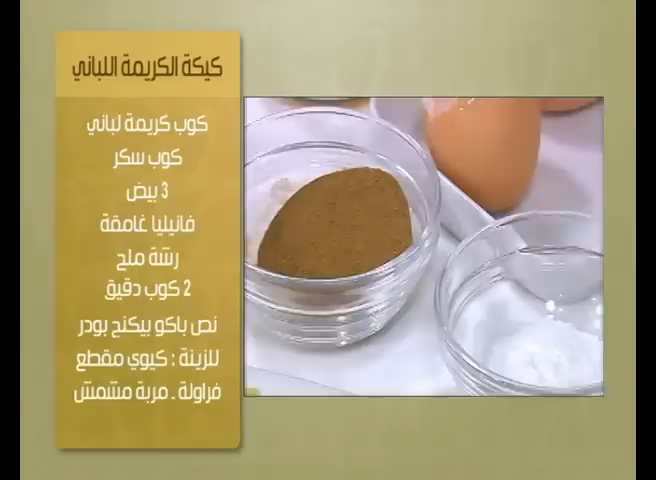 كيكة الكريمة اللباني
كوب كريمة لباني
كوب سكر
3 بيض
فانيليا غامقة
رشة ملح
2 كوب دقيق
نص باكو بيكنج بودر
للزينة : كيوي مقطع
فراولة . مربة مشمش